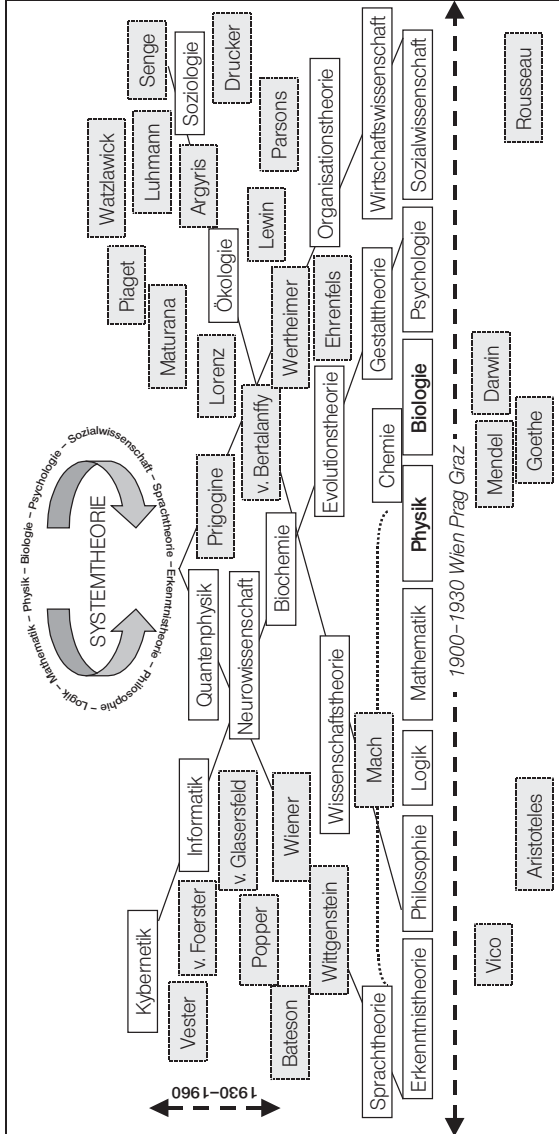 Logik – Mathematik – Physik – Biologie – Psychologie – Sozialwissenschaft – Sprachtheorie – Erkenntnistheorie – Philosophie –
SYSTEMTHEORIE
1930–1960
Kybernetik
Vester
Informatik
v. Foerster
v. Glasersfeld
Popper
Bateson
Wiener
Wittgenstein
Quantenphysik
Neurowissenschaft
Prigogine
Biochemie
v. Bertalanffy
Lorenz
Maturana
Piaget
Watzlawick
Luhmann
Senge
Argyris
Soziologie
Drucker
Ökologie
Lewin
Parsons
Wertheimer
Ehrenfels
Organisationstheorie
Evolutionstheorie
Gestalttheorie
Wirtschaftswissenschaft
Wissenschaftstheorie
Mach
Chemie
Sprachtheorie
Erkenntnistheorie
Philosophie
Logik
Mathematik
Physik
Biologie
Psychologie
Sozialwissenschaft
1900–1930 Wien Prag Graz
Vico
Aristoteles
Mendel
Darwin
Goethe
Rousseau